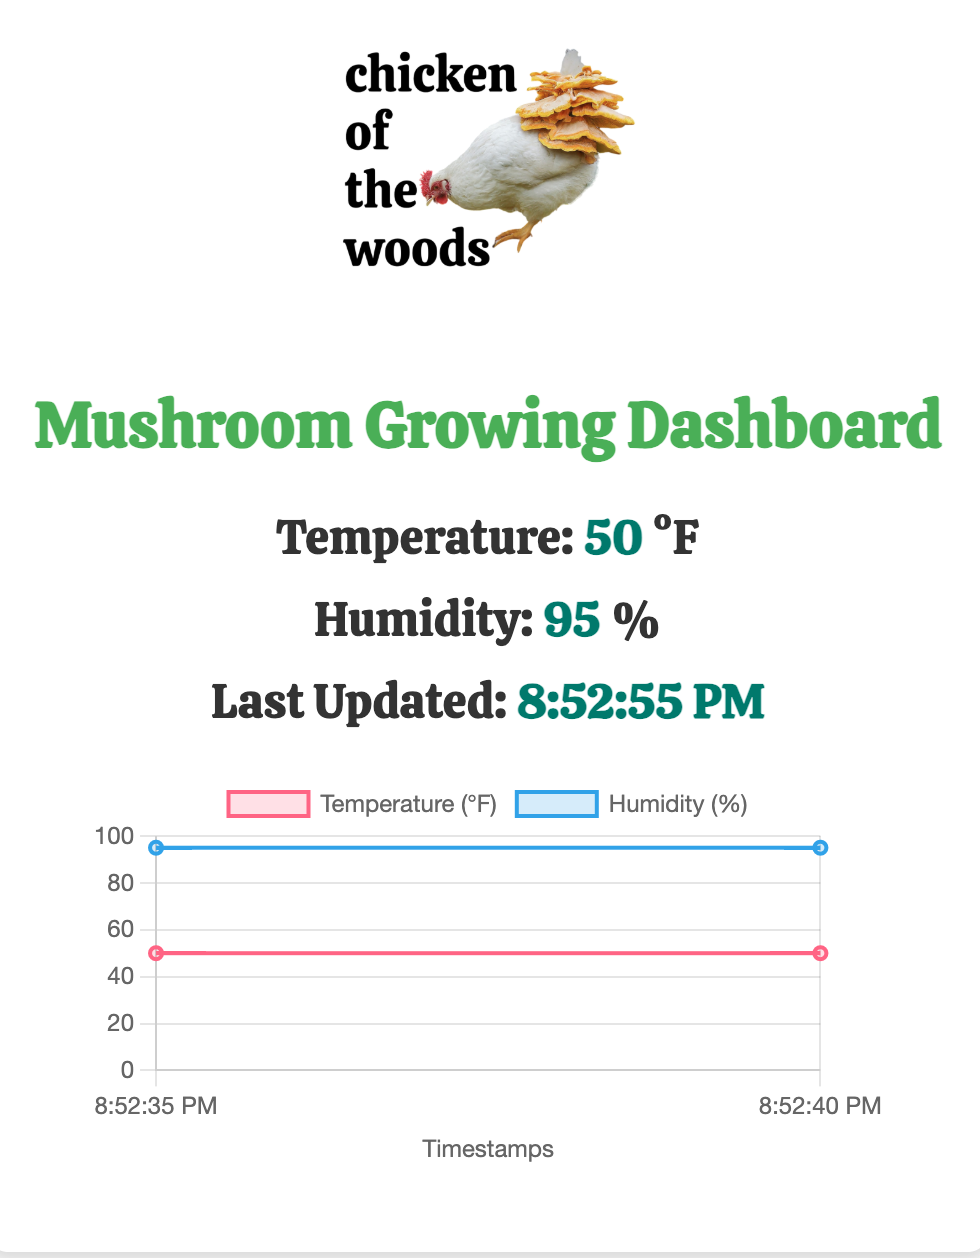 chicken
of
the
woods
Mushroom Growing Dashboard
Temperature: 50 °F
Humidity: 95 %
Last Updated: 8:52:55 PM
Temperature (°F) Humidity (%)
100
80
60
40
20
0
8:52:35 PM 8:52:40 PM
Timestamps